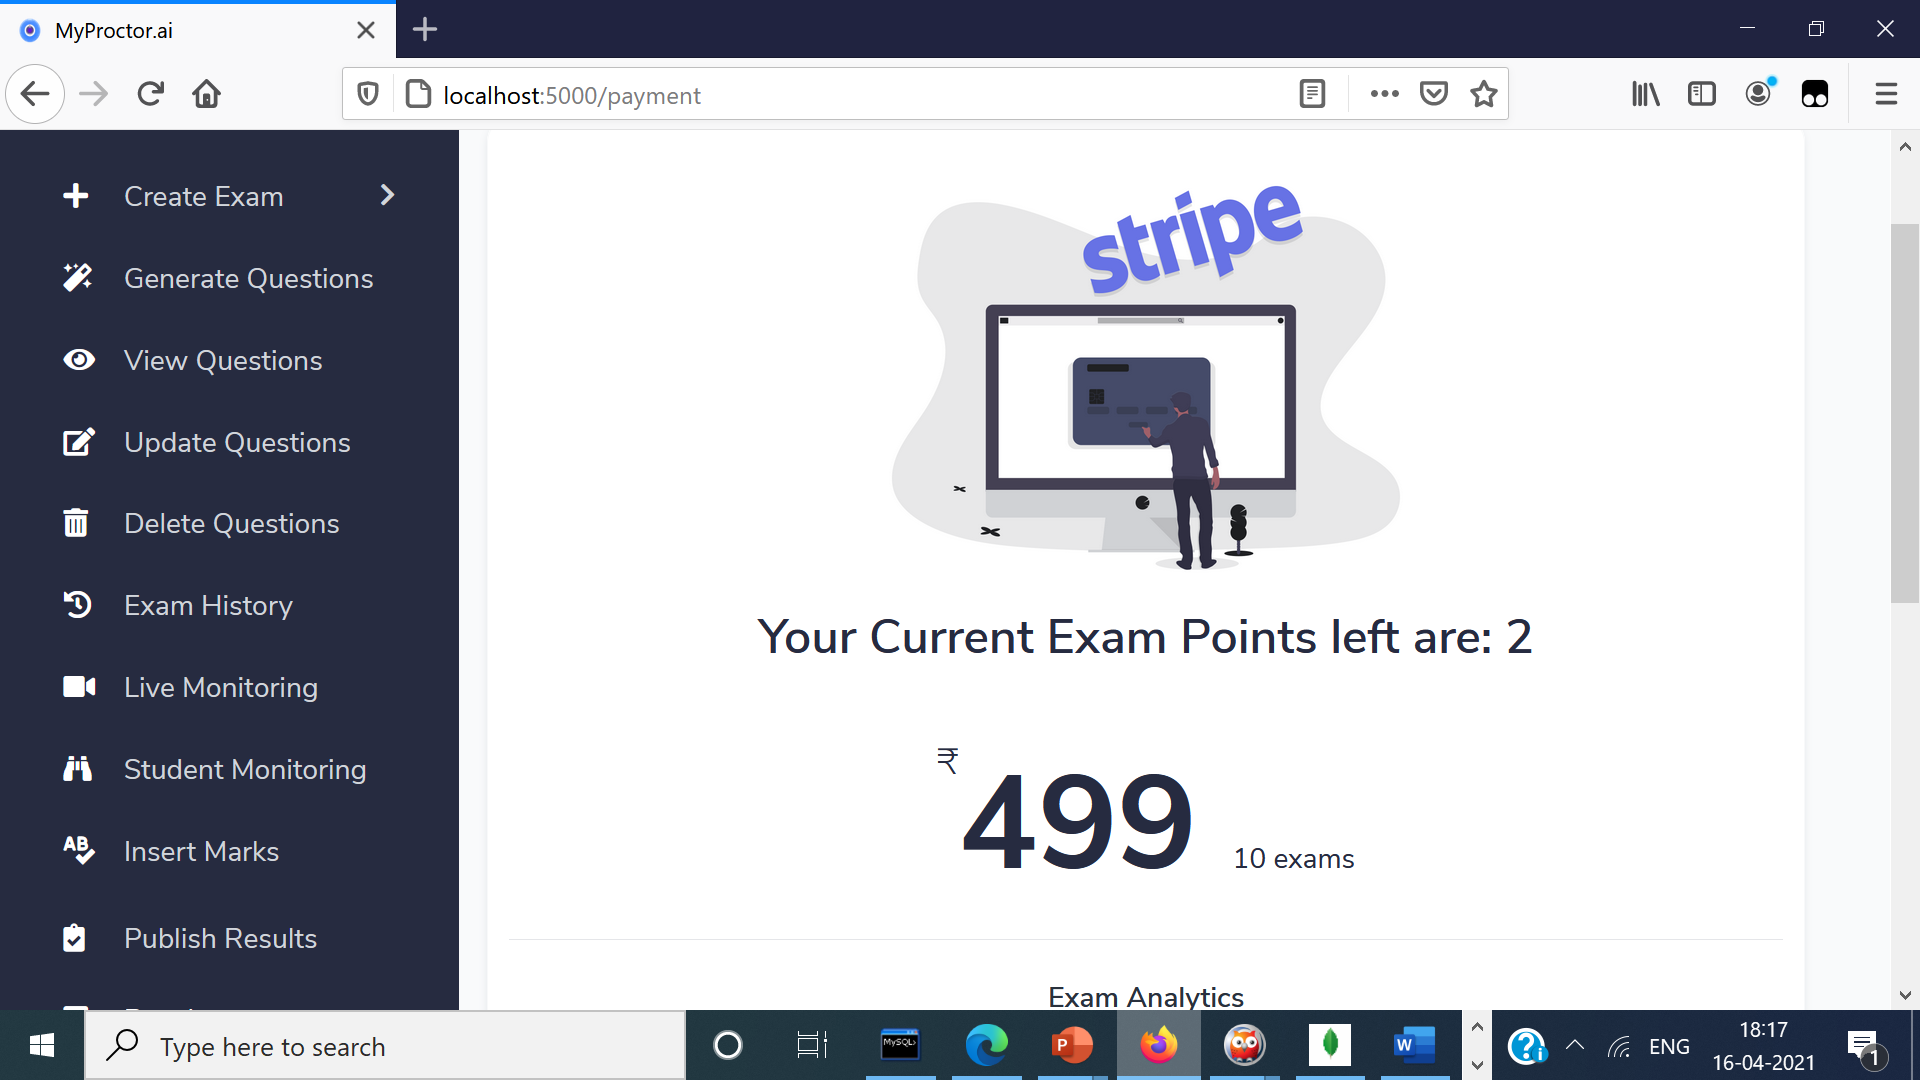 MyProctor.ai
localhost:5000/payment
Create Exam
Generate Questions
View Questions
Update Questions
Delete Questions
Exam History
Live Monitoring
Student Monitoring
Insert Marks
Publish Results
stripe
Your Current Exam Points left are: 2
₹
499 10 exams
Exam Analytics
Type here to search
MySQL>
P
W
ENG
18:17
16-04-2021
1